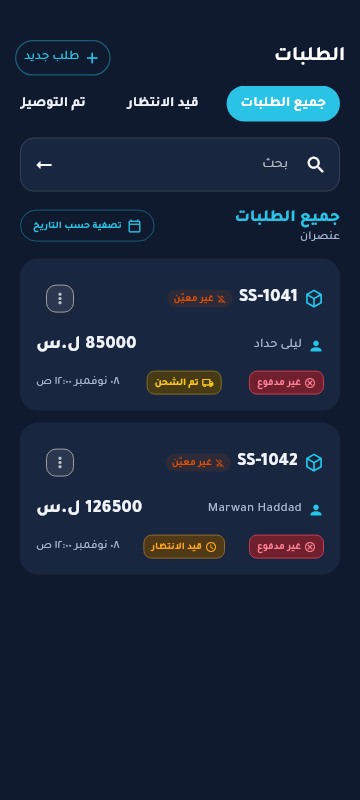 الطلبات
طلب جديد
جميع الطلبات
قيد الانتظار
تم التوصيل
بحث
جميع الطلبات
تصفية حسب التاريخ
عنصران
SS-1041 غير معيّن
ليلى حداد
85000 ل.س
غير مدفوع
تم الشحن
٠٨ نوفمبر ١٢:٠٠ ص
SS-1042 غير معيّن
Marwan Haddad
126500 ل.س
غير مدفوع
قيد الانتظار
٠٨ نوفمبر ١٢:٠٠ ص